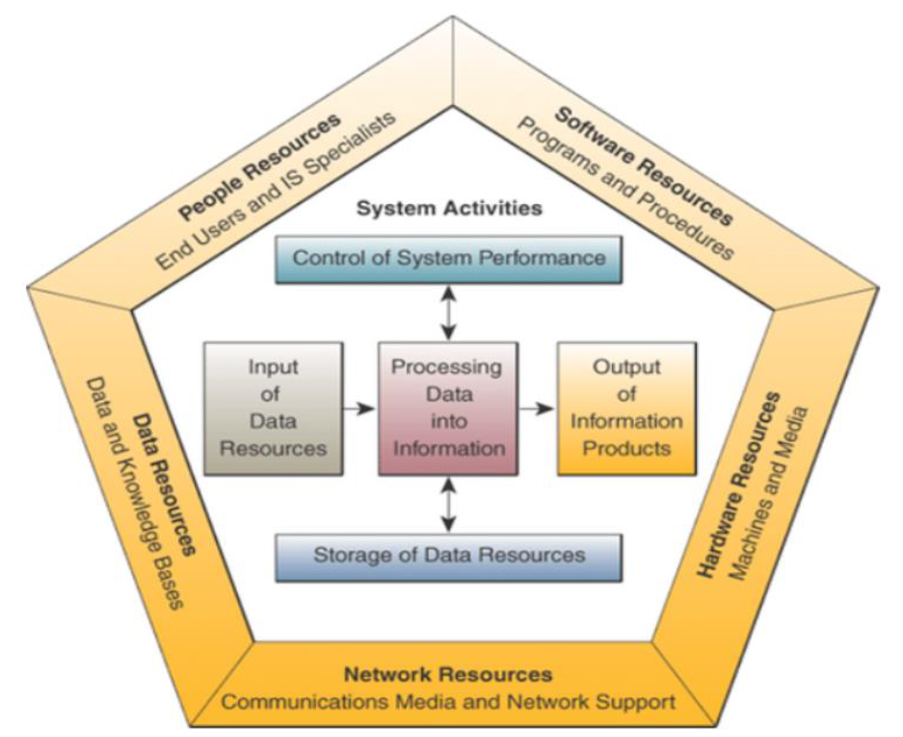 People Resources
End Users and IS Specialists
Software Resources
Programs and Procedures
System Activities
Control of System Performance
Input
of
Data
Resources
Processing
Data
into
Information
Output
of
Information
Products
Storage of Data Resources
Data Resources
Data and Knowledge Bases
Hardware Resources
Machines and Media
Network Resources
Communications Media and Network Support